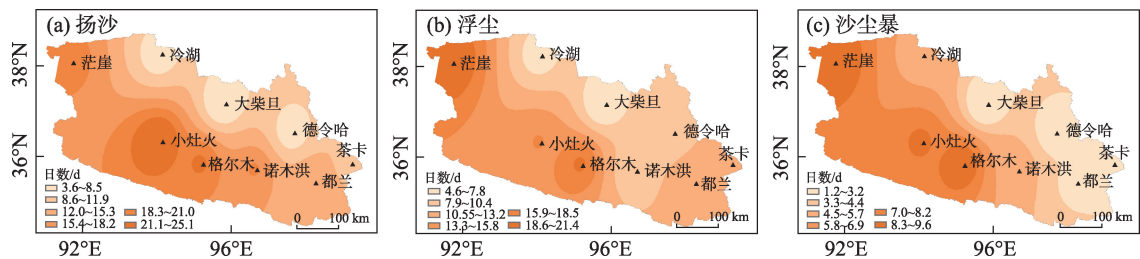 (a) 扬沙
38°N
36°N
茫崖
冷湖
大柴旦
德令哈
小灶火
茶卡
格尔木
诺木洪
都兰
日数/d
3.6~8.5
8.6~11.9
12.0~15.3
15.4~18.2
18.3~21.0
21.1~25.1
0 100 km
92°E
96°E
(b) 浮尘
38°N
36°N
茫崖
冷湖
大柴旦
德令哈
小灶火
茶卡
格尔木
诺木洪
都兰
日数/d
4.6~7.8
7.9~10.4
10.55~13.2
13.3~15.8
15.9~18.5
18.6~21.4
0 100 km
92°E
96°E
(c) 沙尘暴
38°N
36°N
茫崖
冷湖
大柴旦
德令哈
小灶火
茶卡
格尔木
诺木洪
都兰
日数/d
1.2~3.2
3.3~4.4
4.5~5.7
5.8~6.9
7.0~8.2
8.3~9.6
0 100 km
92°E
96°E